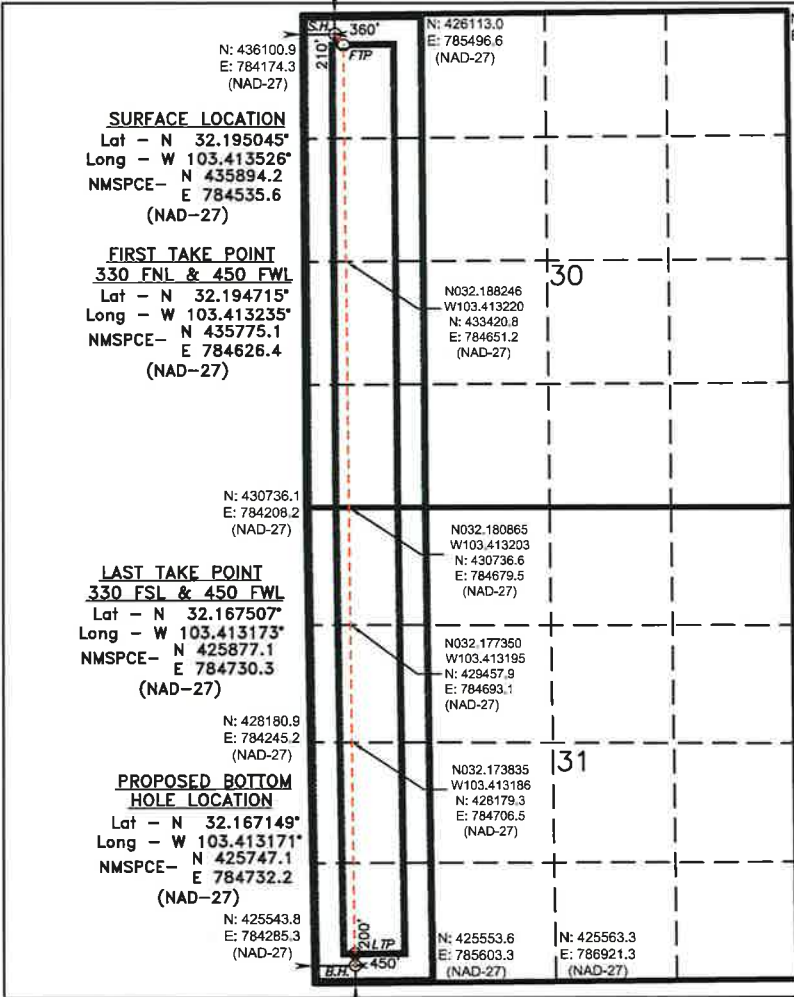 S.H.
360'
210'
FTP
N: 436100.9
E: 784174.3
(NAD-27)
N: 426113.0
E: 785496.6
(NAD-27)
N
E
SURFACE LOCATION
Lat - N 32.195045°
Long - W 103.413526°
NMSPCE- N 435894.2
E 784535.6
(NAD-27)
FIRST TAKE POINT
330 FNL & 450 FWL
Lat - N 32.194715°
Long - W 103.413235°
NMSPCE- N 435775.1
E 784626.4
(NAD-27)
30
N032.188246
W103.413220
N: 433420.8
E: 784651.2
(NAD-27)
N: 430736.1
E: 784208.2
(NAD-27)
N032.180865
W103.413203
N: 430736.6
E: 784679.5
(NAD-27)
LAST TAKE POINT
330 FSL & 450 FWL
Lat - N 32.167507°
Long - W 103.413173°
NMSPCE- N 425877.1
E 784730.3
(NAD-27)
N032.177350
W103.413195
N: 429457.9
E: 784693.1
(NAD-27)
N: 428180.9
E: 784245.2
(NAD-27)
31
N032.173835
W103.413186
N: 428179.3
E: 784706.5
(NAD-27)
PROPOSED BOTTOM
HOLE LOCATION
Lat - N 32.167149°
Long - W 103.413171°
NMSPCE- N 425747.1
E 784732.2
(NAD-27)
N: 425543.8
E: 784285.3
(NAD-27)
200'
LTP
B.H.
450'
N: 425553.6
E: 785603.3
(NAD-27)
N: 425563.3
E: 786921.3
(NAD-27)